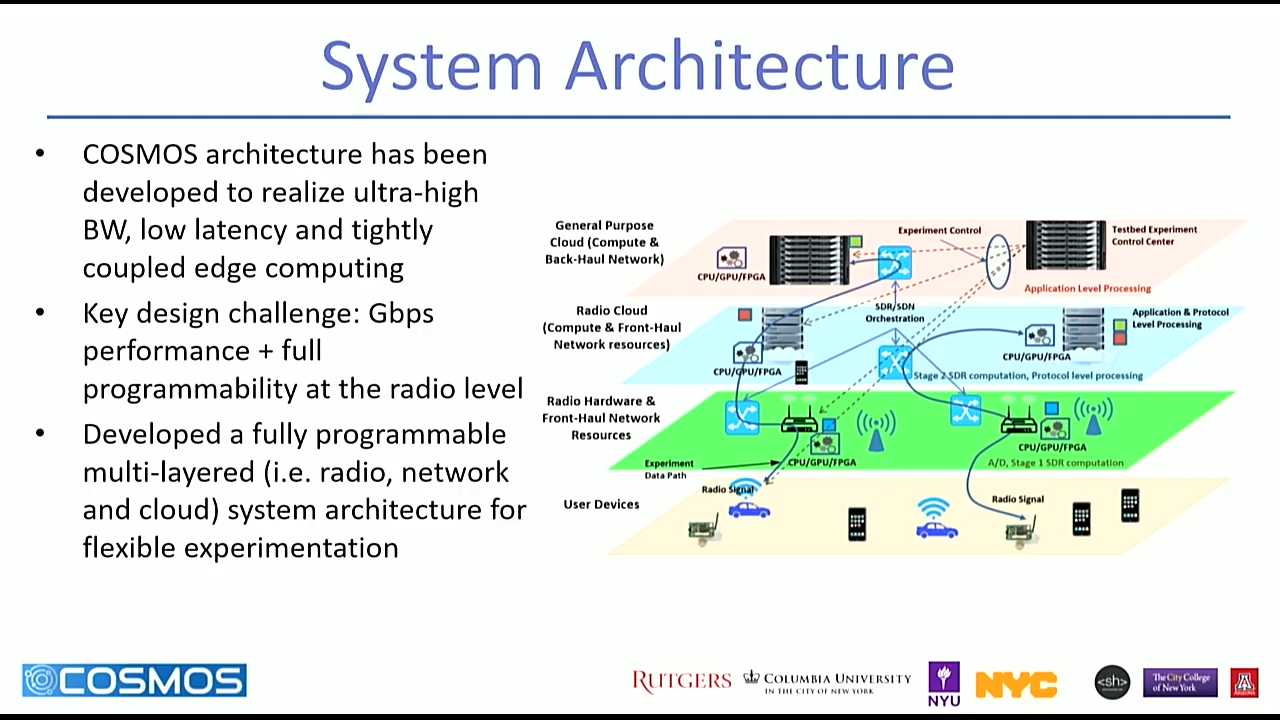 System Architecture
• COSMOS architecture has been
developed to realize ultra-high
BW, low latency and tightly
coupled edge computing
• Key design challenge: Gbps
performance + full
programmability at the radio level
• Developed a fully programmable
multi-layered (i.e. radio, network
and cloud) system architecture for
flexible experimentation
General Purpose
Cloud (Compute &
Back-Haul Network)
CPU/GPU/FPGA
Experiment Control
Testbed Experiment
Control Center
Application Level Processing
Radio Cloud
(Compute & Front-Haul
Network resources)
CPU/GPU/FPGA
SDR/SDN
Orchestration
Application & Protocol
Level Processing
CPU/GPU/FPGA
Stage 2 SDR computation, Protocol level processing
Radio Hardware &
Front-Haul Network
Resources
CPU/GPU/FPGA
CPU/GPU/FPGA
A/D, Stage 1 SDR computation
Experiment
Data Path
User Devices
Radio Signal
Radio Signal
COSMOS
RUTGERS
COLUMBIA UNIVERSITY
IN THE CITY OF NEW YORK
NYU
NYC
<sh>
The City College
of New York
A
ARIZONA